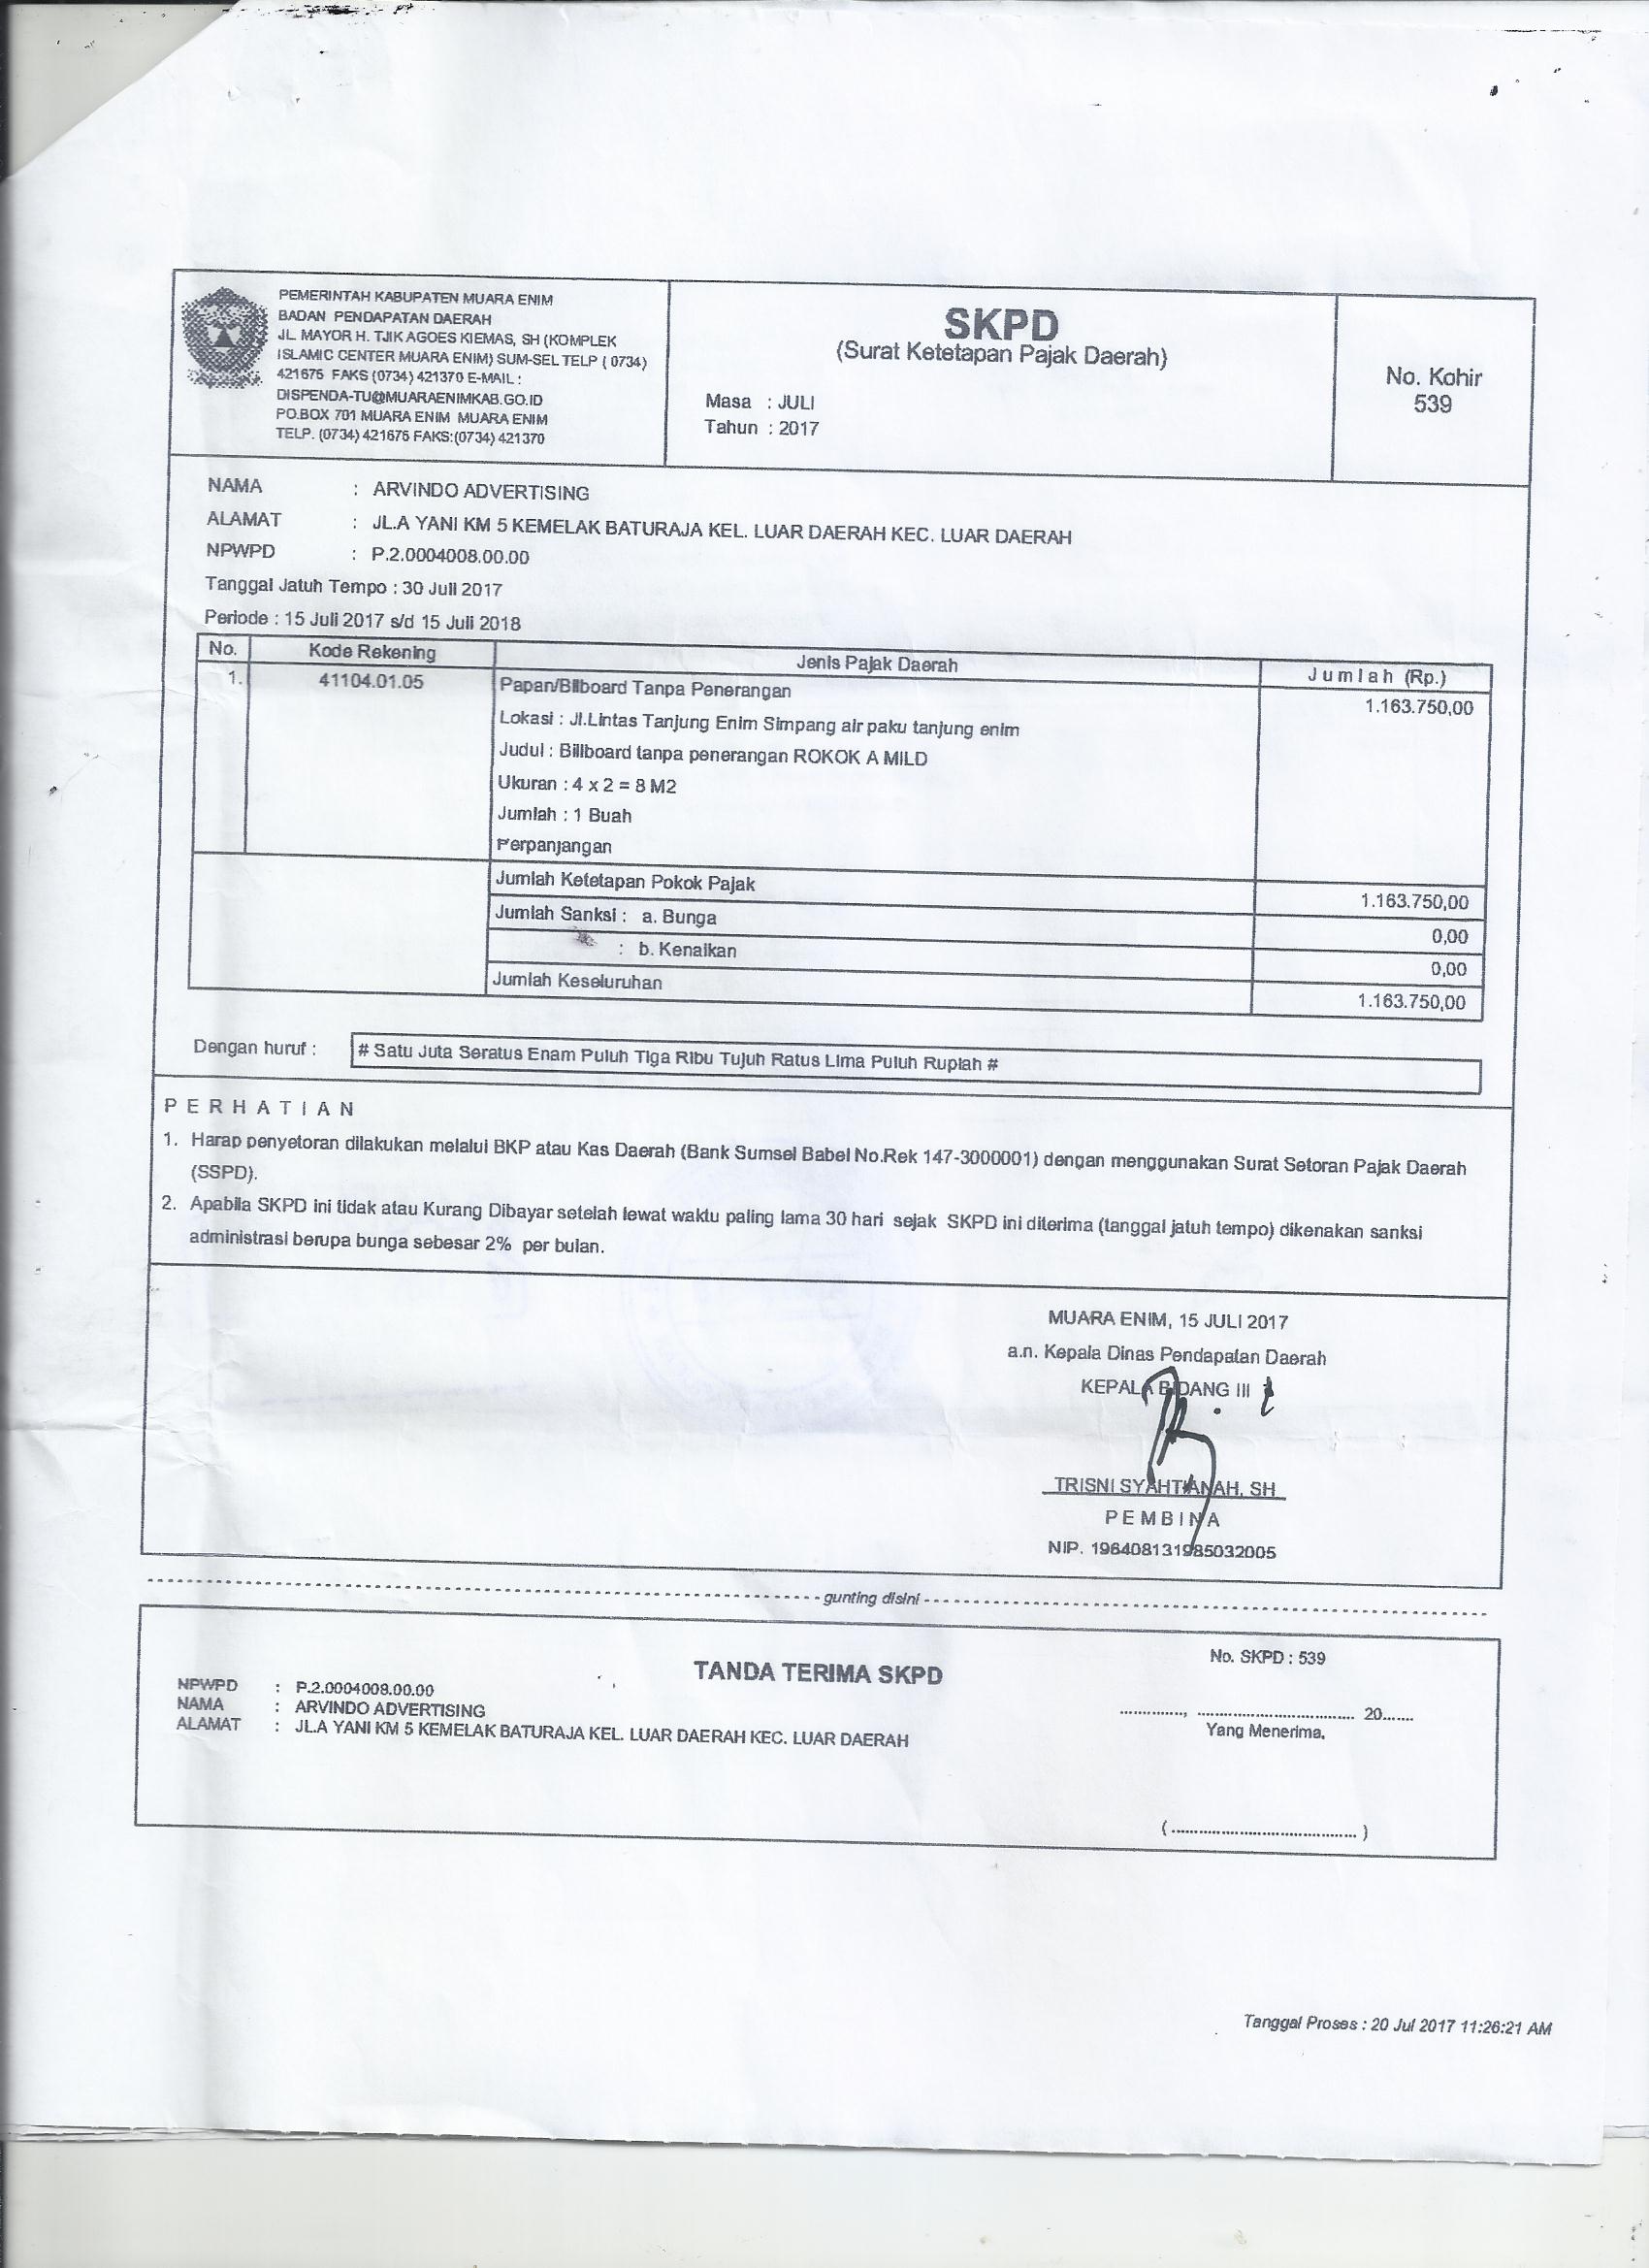 PEMERINTAH KABUPATEN MUARA ENIM
BADAN PENDAPATAN DAERAH
JL. MAYOR H. TJIK AGOES KIEMAS, SH (KOMPLEK
ISLAMIC CENTER MUARA ENIM) SUM-SEL TELP ( 0734)
421675 FAKS (0734) 421370 E-MAIL :
DISPENDA-TU@MUARAENIMKAB.GO.ID
PO.BOX 701 MUARA ENIM MUARA ENIM
TELP. (0734) 421675 FAKS:(0734) 421370
SKPD
(Surat Ketetapan Pajak Daerah)
Masa : JULI
Tahun : 2017
No. Kohir
539
NAMA : ARVINDO ADVERTISING
ALAMAT : JL.A YANI KM 5 KEMELAK BATURAJA KEL. LUAR DAERAH KEC. LUAR DAERAH
NPWPD : P.2.0004008.00.00
Tanggal Jatuh Tempo : 30 Juli 2017
Periode : 15 Juli 2017 s/d 15 Juli 2018
No. Kode Rekening Jenis Pajak Daerah Jumlah (Rp.)
1. 41104.01.05 Papan/Bilboard Tanpa Penerangan 1.163.750,00
Lokasi : Jl.Lintas Tanjung Enim Simpang air paku tanjung enim
Judul : Billboard tanpa penerangan ROKOK A MILD
Ukuran : 4 x 2 = 8 M2
Jumlah : 1 Buah
Perpanjangan
Jumlah Ketetapan Pokok Pajak 1.163.750,00
Jumlah Sanksi : a. Bunga 0,00
: b. Kenaikan 0,00
Jumlah Keseluruhan 1.163.750,00
Dengan huruf : # Satu Juta Seratus Enam Puluh Tiga Ribu Tujuh Ratus Lima Puluh Rupiah #
PERHATIAN
1. Harap penyetoran dilakukan melalui BKP atau Kas Daerah (Bank Sumsel Babel No.Rek 147-3000001) dengan menggunakan Surat Setoran Pajak Daerah
(SSPD).
2. Apabila SKPD ini tidak atau Kurang Dibayar setelah lewat waktu paling lama 30 hari sejak SKPD ini diterima (tanggal jatuh tempo) dikenakan sanksi
administrasi berupa bunga sebesar 2% per bulan.
MUARA ENIM, 15 JULI 2017
a.n. Kepala Dinas Pendapatan Daerah
KEPALA BIDANG III
TRISNI SYAHTIANAH, SH
PEMBINA
NIP. 196408131985032005
gunting disini
TANDA TERIMA SKPD
No. SKPD : 539
NPWPD : P.2.0004008.00.00
NAMA : ARVINDO ADVERTISING
ALAMAT : JL.A YANI KM 5 KEMELAK BATURAJA KEL. LUAR DAERAH KEC. LUAR DAERAH
.............., .................................. 20.......
Yang Menerima,
( ........................................ )
Tanggal Proses : 20 Jul 2017 11:26:21 AM